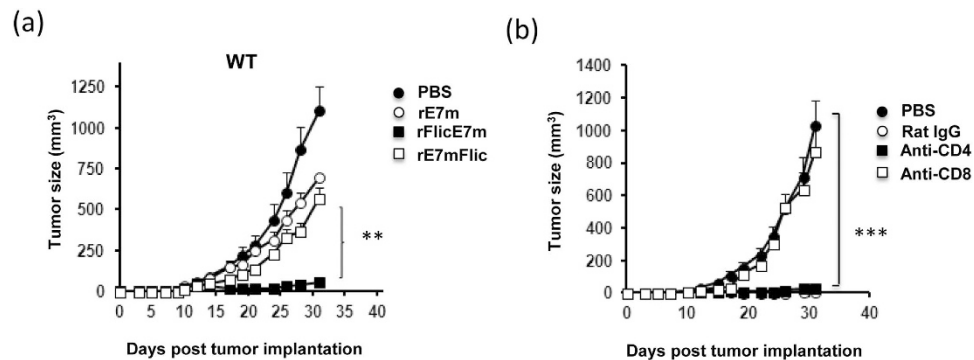 (a)
WT
Tumor size (mm³)
1250
1000
750
500
250
0
0 5 10 15 20 25 30 35 40
Days post tumor implantation
PBS
rE7m
rFlicE7m
rE7mFlic
**
(b)
Tumor size (mm³)
1400
1200
1000
800
600
400
200
0
0 10 20 30 40
Days post tumor implantation
PBS
Rat IgG
Anti-CD4
Anti-CD8
***